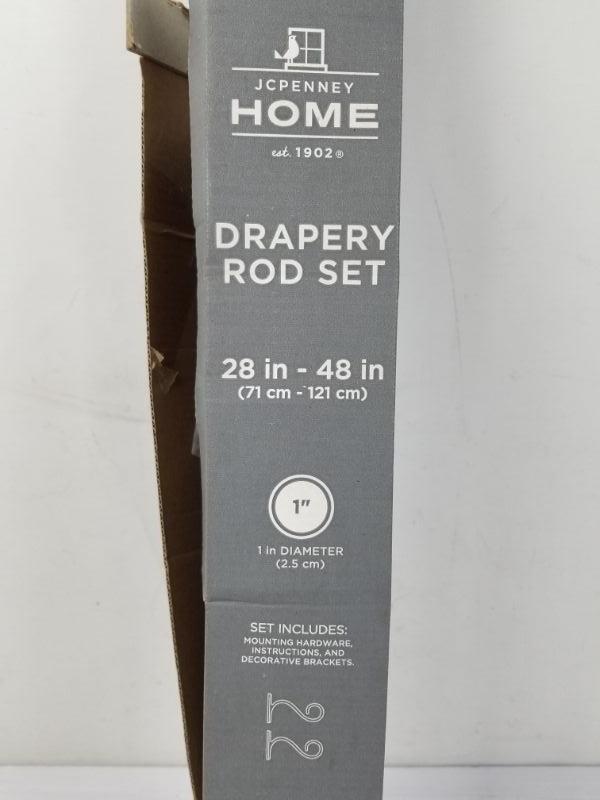 JCPENNEY
HOME
est. 1902®
DRAPERY
ROD SET
28 in - 48 in
(71 cm - 121 cm)
1"
1 in DIAMETER
(2.5 cm)
SET INCLUDES:
MOUNTING HARDWARE,
INSTRUCTIONS, AND
DECORATIVE BRACKETS.